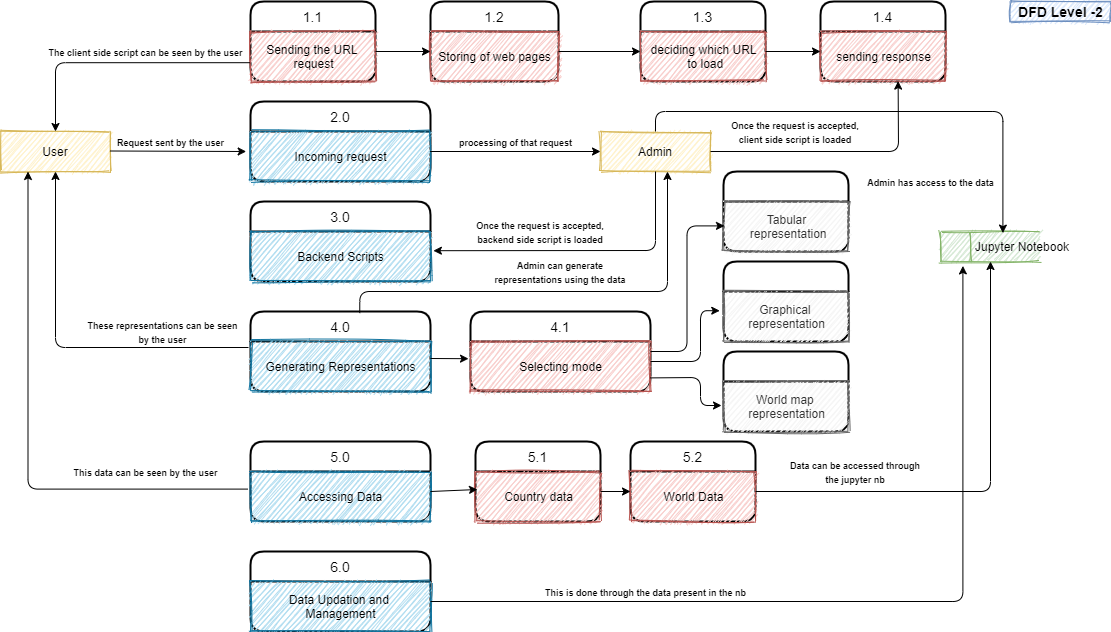 DFD Level -2
1.1
Sending the URL
request
1.2
Storing of web pages
1.3
deciding which URL
to load
1.4
sending response
The client side script can be seen by the user
User
Request sent by the user
2.0
Incoming request
processing of that request
Admin
Once the request is accepted,
client side script is loaded
Admin has access to the data
3.0
Backend Scripts
Once the request is accepted,
backend side script is loaded
Tabular
representation
Jupyter Notebook
Admin can generate
representations using the data
These representations can be seen
by the user
4.0
Generating Representations
4.1
Selecting mode
Graphical
representation
World map
representation
This data can be seen by the user
5.0
Accessing Data
5.1
Country data
5.2
World Data
Data can be accessed through
the jupyter nb
6.0
Data Updation and
Management
This is done through the data present in the nb